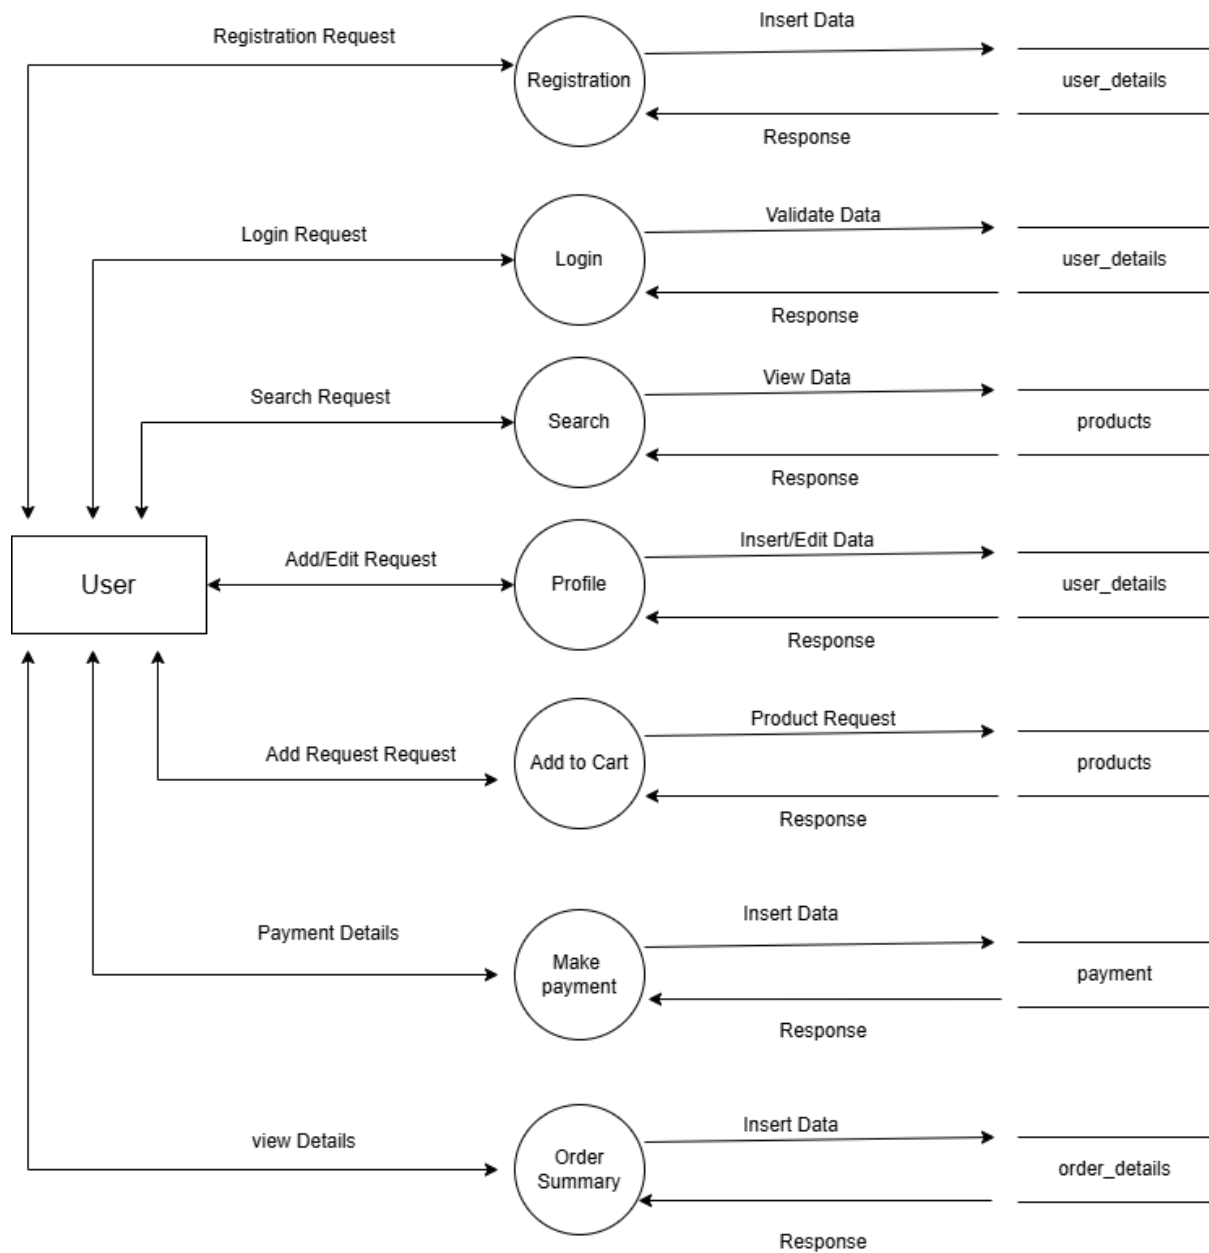 Insert Data
Registration Request
Registration
user_details
Response
Validate Data
Login Request
Login
user_details
Response
View Data
Search Request
Search
products
Response
Insert/Edit Data
Add/Edit Request
User
Profile
user_details
Response
Product Request
Add Request Request
Add to Cart
products
Response
Insert Data
Payment Details
Make
payment
payment
Response
Insert Data
view Details
Order
Summary
order_details
Response